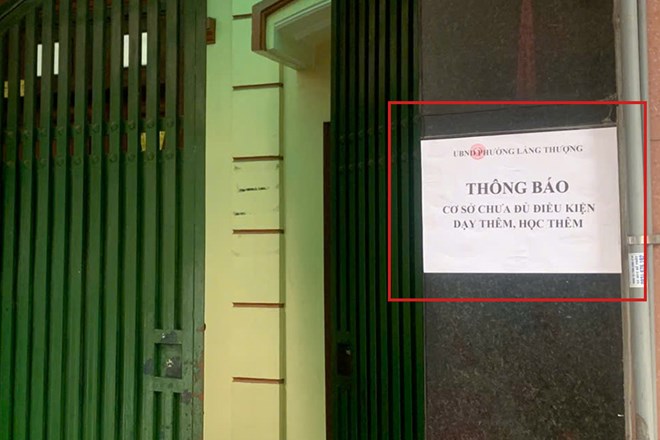 UBND PHƯỜNG LÁNG THƯỢNG
THÔNG BÁO
CƠ SỞ CHƯA ĐỦ ĐIỀU KIỆN
DẠY THÊM, HỌC THÊM